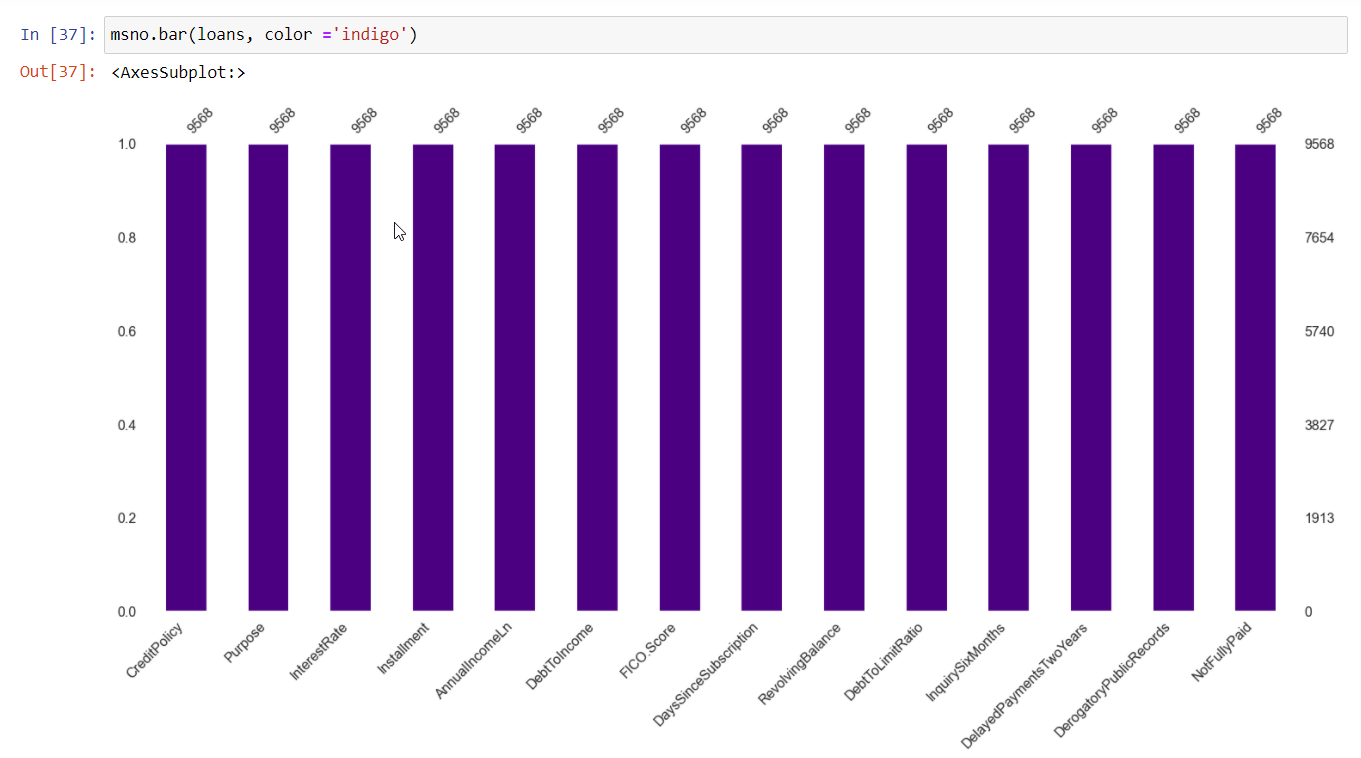 In [37]: msno.bar(loans, color ='indigo')
Out[37]: <AxesSubplot:>
9568 9568 9568 9568 9568 9568 9568 9568 9568 9568 9568 9568 9568 9568
1.0 9568
0.8 7654
0.6 5740
0.4 3827
0.2 1913
0.0 0
CreditPolicy
Purpose
InterestRate
Installment
AnnualIncomeLn
DebtToIncome
FICO.Score
DaysSinceSubscription
RevolvingBalance
DebtToLimitRatio
InquirySixMonths
DelayedPaymentsTwoYears
DerogatoryPublicRecords
NotFullyPaid